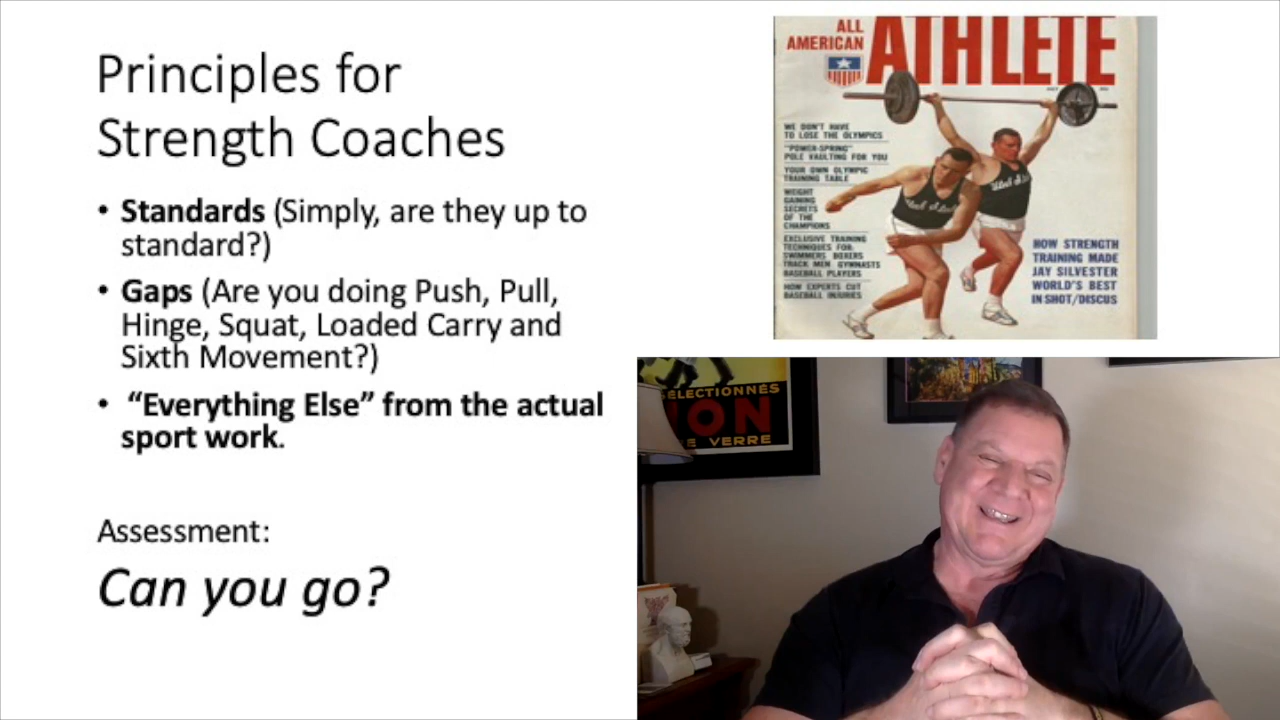 Principles for
Strength Coaches
• Standards (Simply, are they up to
standard?)
• Gaps (Are you doing Push, Pull,
Hinge, Squat, Loaded Carry and
Sixth Movement?)
• “Everything Else” from the actual
sport work.
Assessment:
Can you go?
ALL
AMERICAN
ATHLETE
WE DON'T HAVE
TO LOSE THE OLYMPICS
"POWER-SPRING"
POLE VAULTING FOR YOU
YOUR OWN OLYMPIC
TRAINING TABLE
WEIGHT
GAINING
SECRETS
OF THE
CHAMPIONS
EXCLUSIVE TRAINING
TECHNIQUES FOR:
SWIMMERS BOXERS
TRACK MEN GYMNASTS
BASEBALL PLAYERS
HOW EXPERTS CUT
BASEBALL INJURIES
HOW STRENGTH
TRAINING MADE
JAY SILVESTER
WORLD'S BEST
IN SHOT/DISCUS
SELECTIONNÉS
ON
VERRE